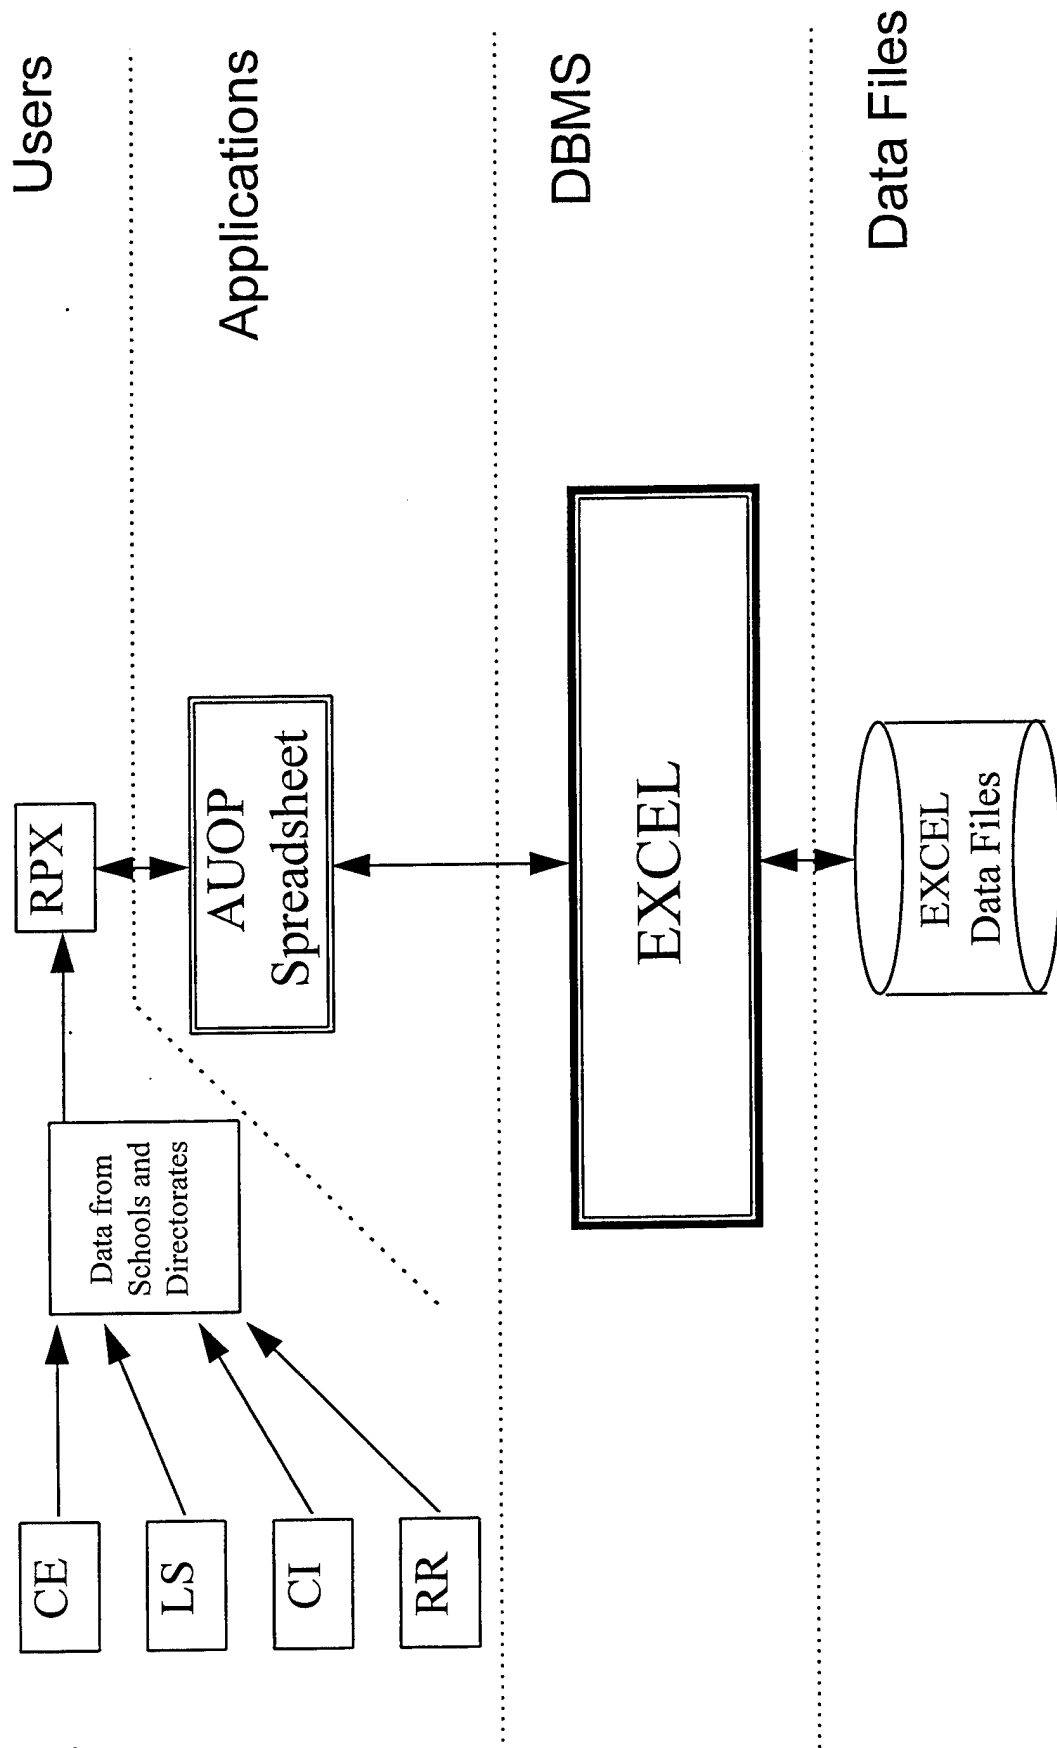 Users
RPX
Data from
Schools and
Directorates
CE
LS
CI
RR
Applications
AUOP
Spreadsheet
DBMS
EXCEL
Data Files
EXCEL
Data Files